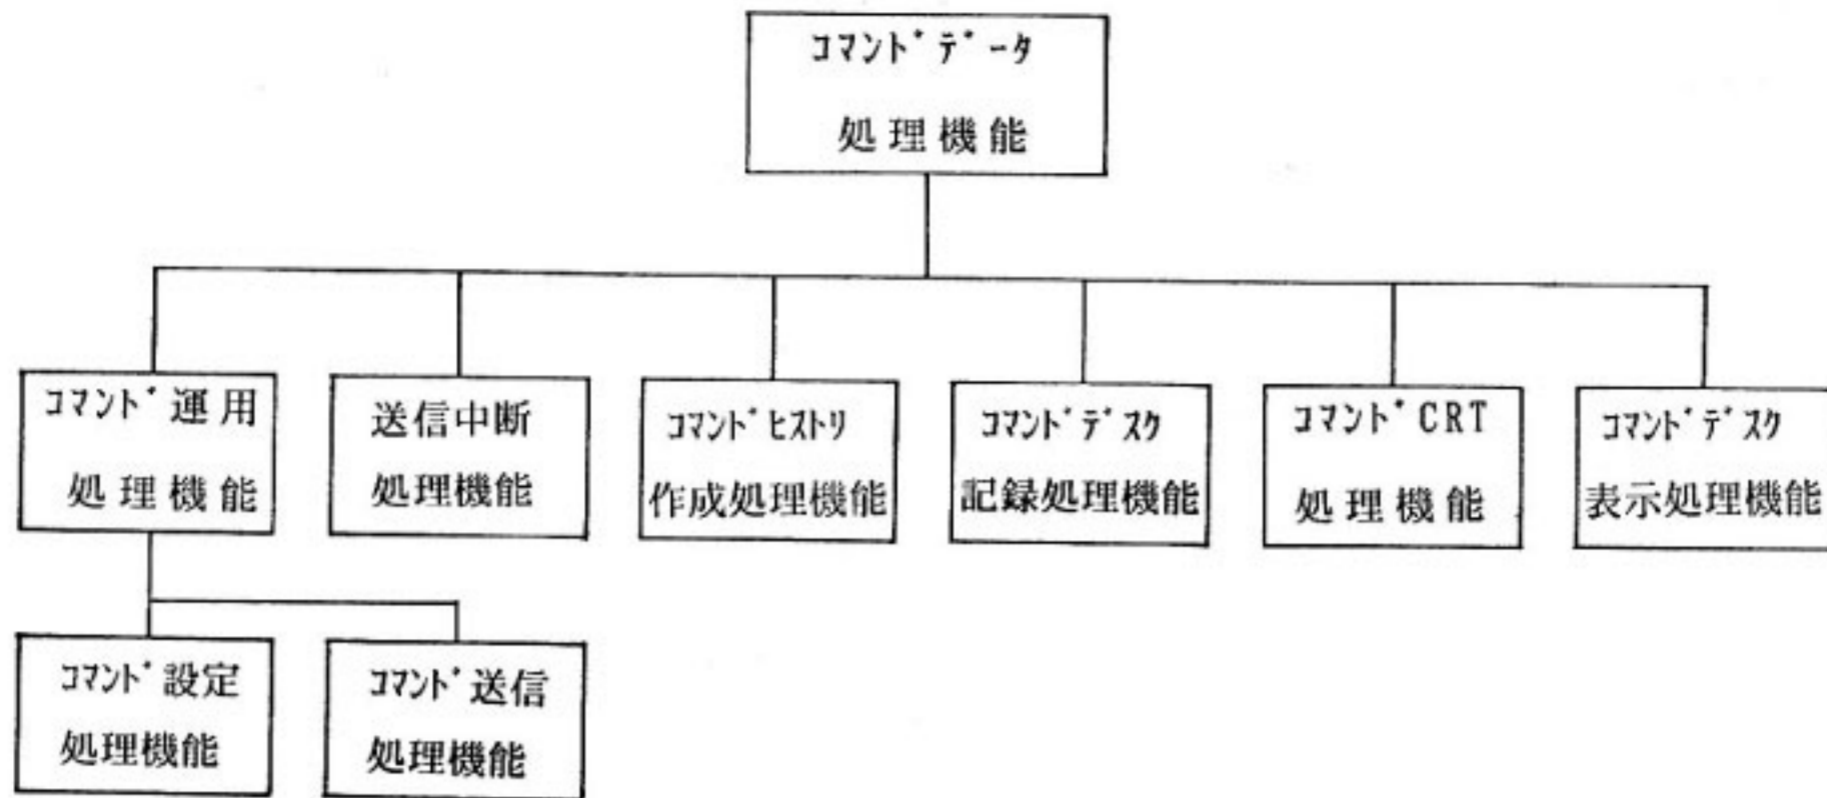 コマンドデータ
処理機能
コマンド運用
処理機能
送信中断
処理機能
コマンドヒストリ
作成処理機能
コマンドデスク
記録処理機能
コマンドCRT
処理機能
コマンドデスク
表示処理機能
コマンド設定
処理機能
コマンド送信
処理機能